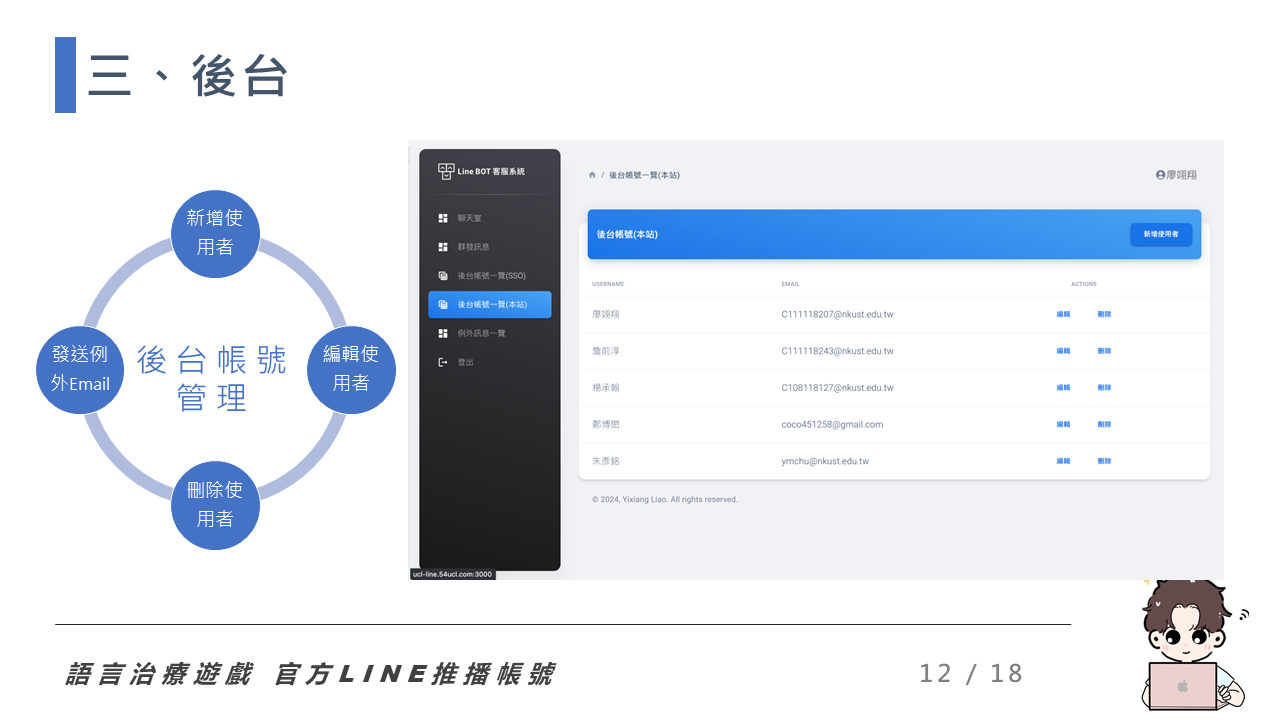 三、後台
新增使
用者
發送例
外Email
後台帳號
管理
編輯使
用者
刪除使
用者
Line BOT 客服系統
聊天室
群發訊息
後台帳號一覽(SSO)
後台帳號一覽(本站)
例外訊息一覽
登出
/ 後台帳號一覽(本站)
廖翊翔
後台帳號(本站)
新增使用者
USERNAME EMAIL ACTIONS
廖翊翔 C111118207@nkust.edu.tw 編輯 刪除
詹前淳 C111118243@nkust.edu.tw 編輯 刪除
楊承翰 C108118127@nkust.edu.tw 編輯 刪除
鄭博閎 coco451258@gmail.com 編輯 刪除
朱彥銘 ymchu@nkust.edu.tw 編輯 刪除
© 2024, Yixiang Liao. All rights reserved.
ucl-line.54ucl.com:3000
語言治療遊戲 官方LINE推播帳號
12 / 18